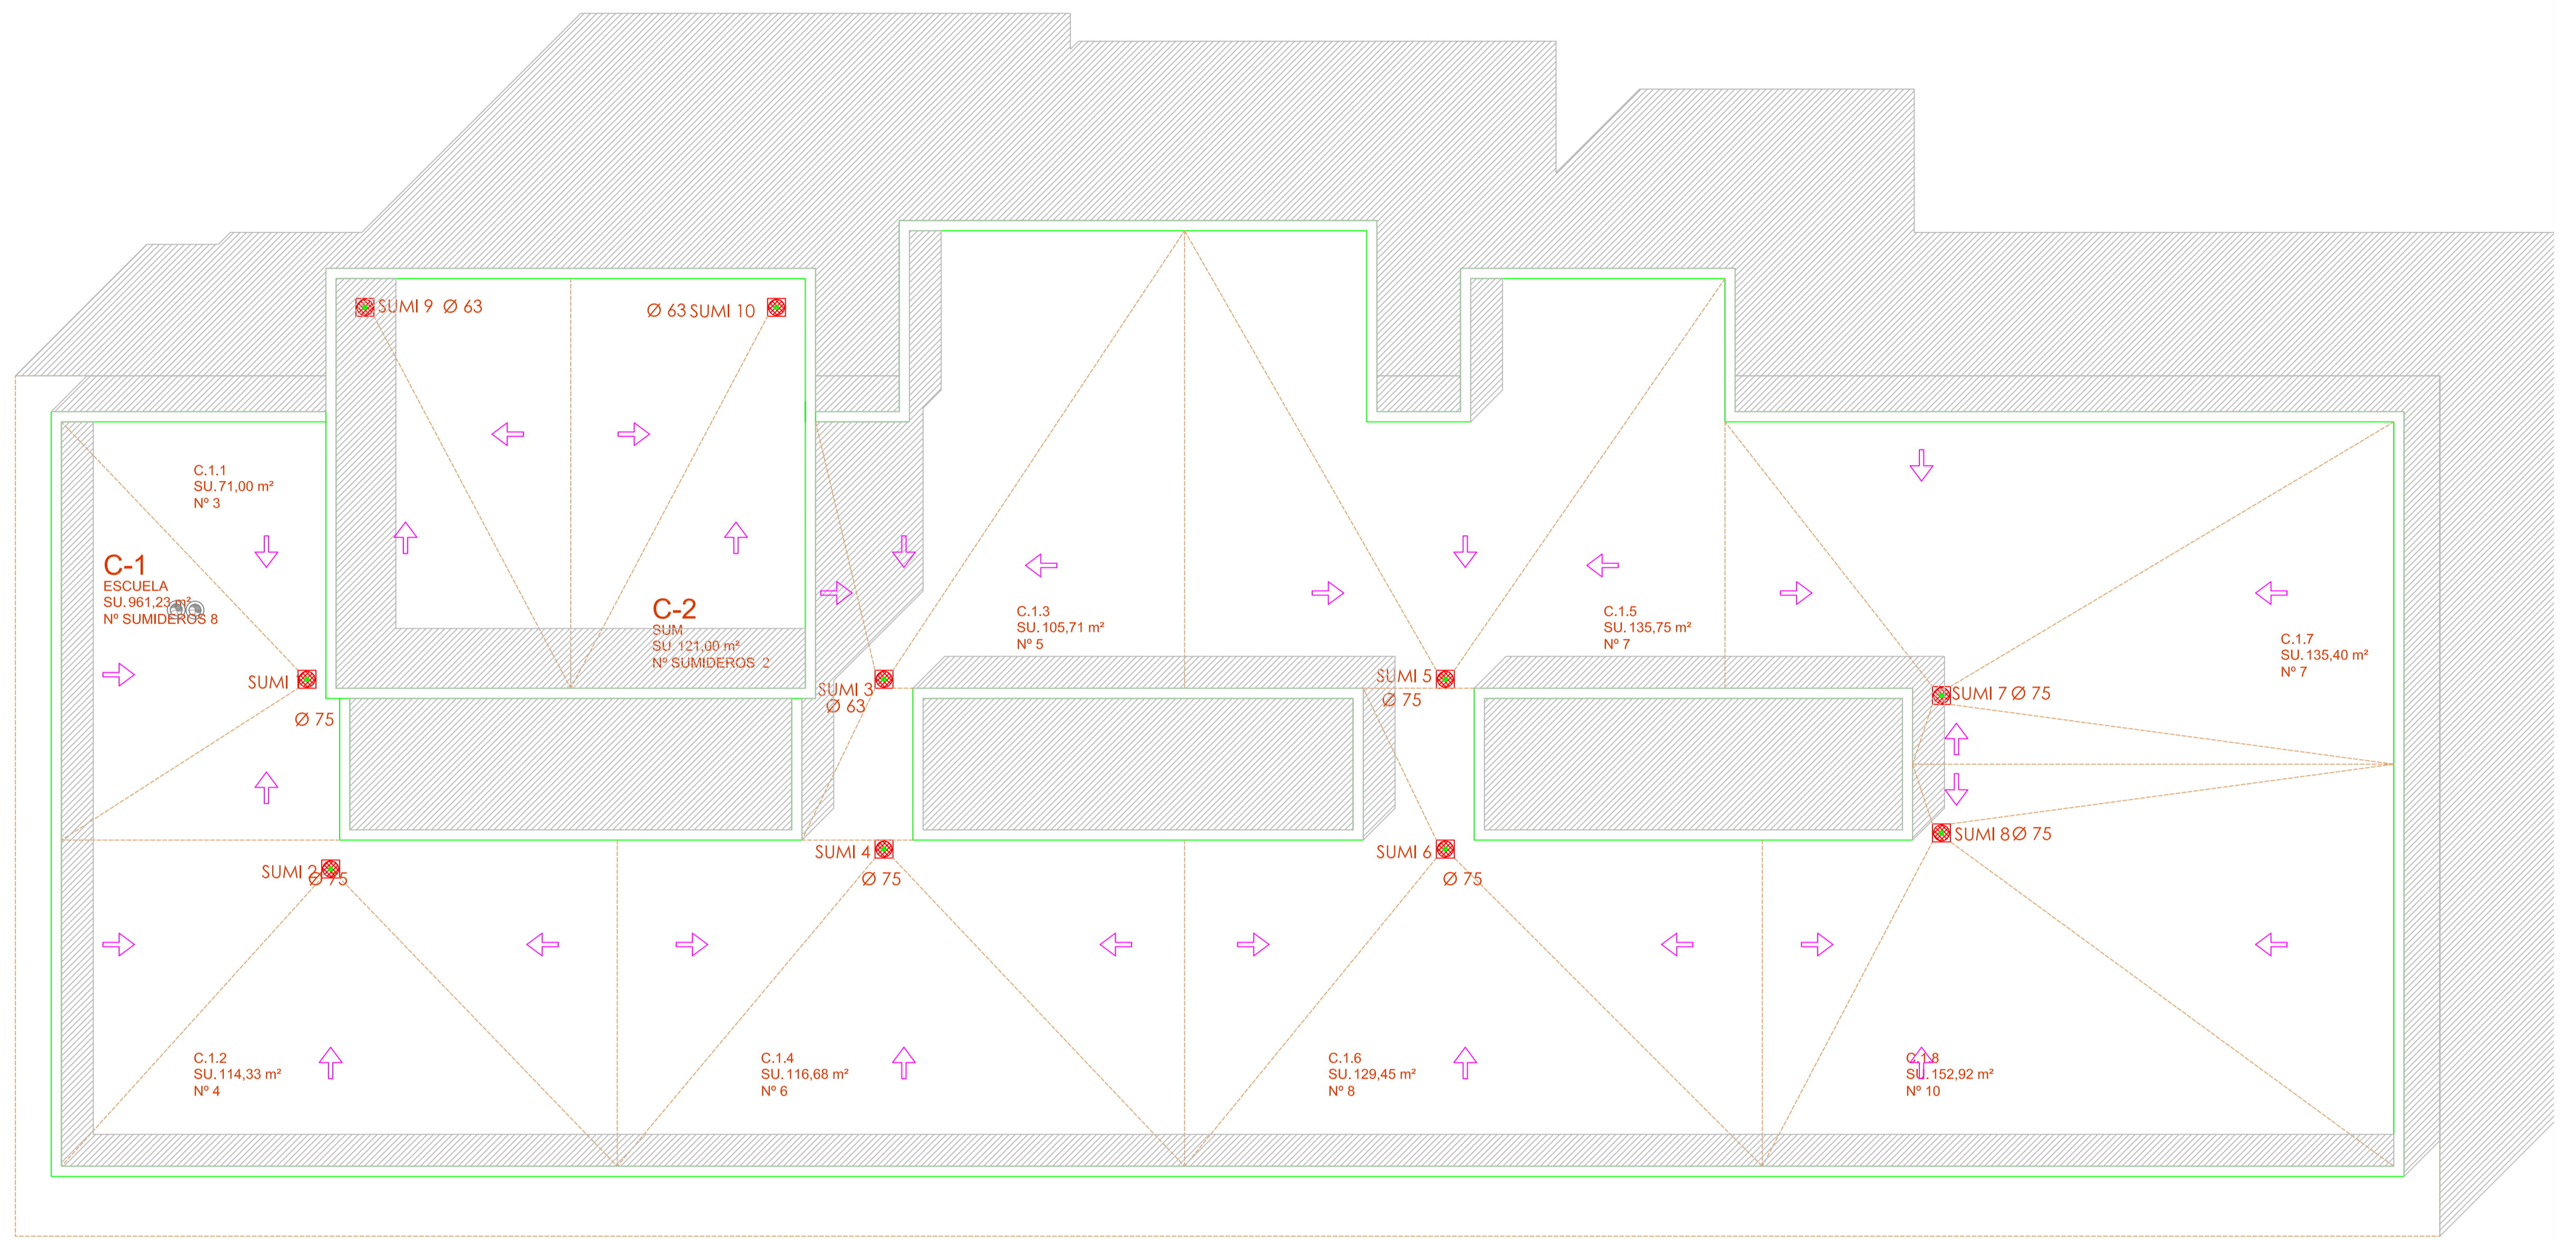 SUMI 9 Ø 63
Ø 63 SUMI 10
C.1.1
SU. 71,00 m²
Nº 3
C-1
ESCUELA
SU. 961,23 m²
Nº SUMIDEROS 8
C-2
SUM
SU. 121,00 m²
Nº SUMIDEROS 2
C.1.3
SU. 105,71 m²
Nº 5
C.1.5
SU. 135,75 m²
Nº 7
C.1.7
SU. 135,40 m²
Nº 7
SUMI 1
Ø 75
SUMI 3
Ø 63
SUMI 5
Ø 75
SUMI 7 Ø 75
SUMI 2
Ø 75
SUMI 4
Ø 75
SUMI 6
Ø 75
SUMI 8 Ø 75
C.1.2
SU. 114,33 m²
Nº 4
C.1.4
SU. 116,68 m²
Nº 6
C.1.6
SU. 129,45 m²
Nº 8
C.1.8
SU. 152,92 m²
Nº 10